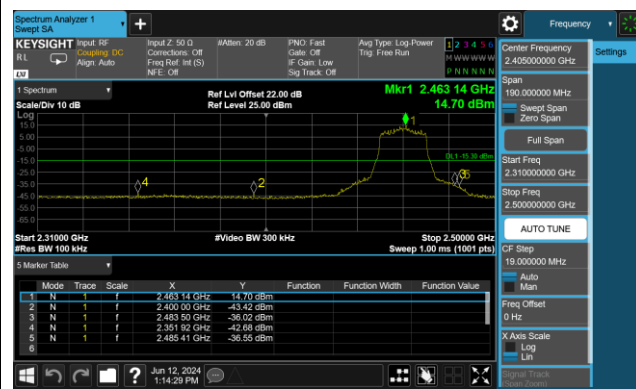 Spectrum Analyzer 1
Swept SA
+
Frequency
KEYSIGHT
RL
LXI
Input: RF
Coupling: DC
Align: Auto
Input Z: 50 Ω
Corrections: Off
Freq Ref: Int (S)
NFE: Off
#Atten: 20 dB
PNO: Fast
Gate: Off
IF Gain: Low
Sig Track: Off
Avg Type: Log-Power
Trig: Free Run
1 2 3 4 5 6
M W W W W W
P N N N N N
Center Frequency
2.405000000 GHz
Settings
Span
190.000000 MHz
Swept Span
Zero Span
Full Span
Start Freq
2.310000000 GHz
Stop Freq
2.500000000 GHz
AUTO TUNE
CF Step
19.000000 MHz
Auto
Man
Freq Offset
0 Hz
X Axis Scale
Log
Lin
Signal Track
(Span Zoom)
1 Spectrum
Scale/Div 10 dB
Ref Lvl Offset 22.00 dB
Ref Level 25.00 dBm
Mkr1 2.463 14 GHz
14.70 dBm
Log
15.0
5.00
-5.00
-15.0
-25.0
-35.0
-45.0
-55.0
-65.0
1
DL1 -15.30 dBm
4
2
5
Start 2.31000 GHz
#Res BW 100 kHz
#Video BW 300 kHz
Stop 2.50000 GHz
Sweep 1.00 ms (1001 pts)
5 Marker Table
Mode Trace Scale X Y Function Function Width Function Value
1 N 1 f 2.463 14 GHz 14.70 dBm
2 N 1 f 2.400 00 GHz -43.42 dBm
3 N 1 f 2.483 50 GHz -36.02 dBm
4 N 1 f 2.351 92 GHz -42.68 dBm
5 N 1 f 2.485 41 GHz -36.55 dBm
6
?
Jun 12, 2024
1:14:29 PM